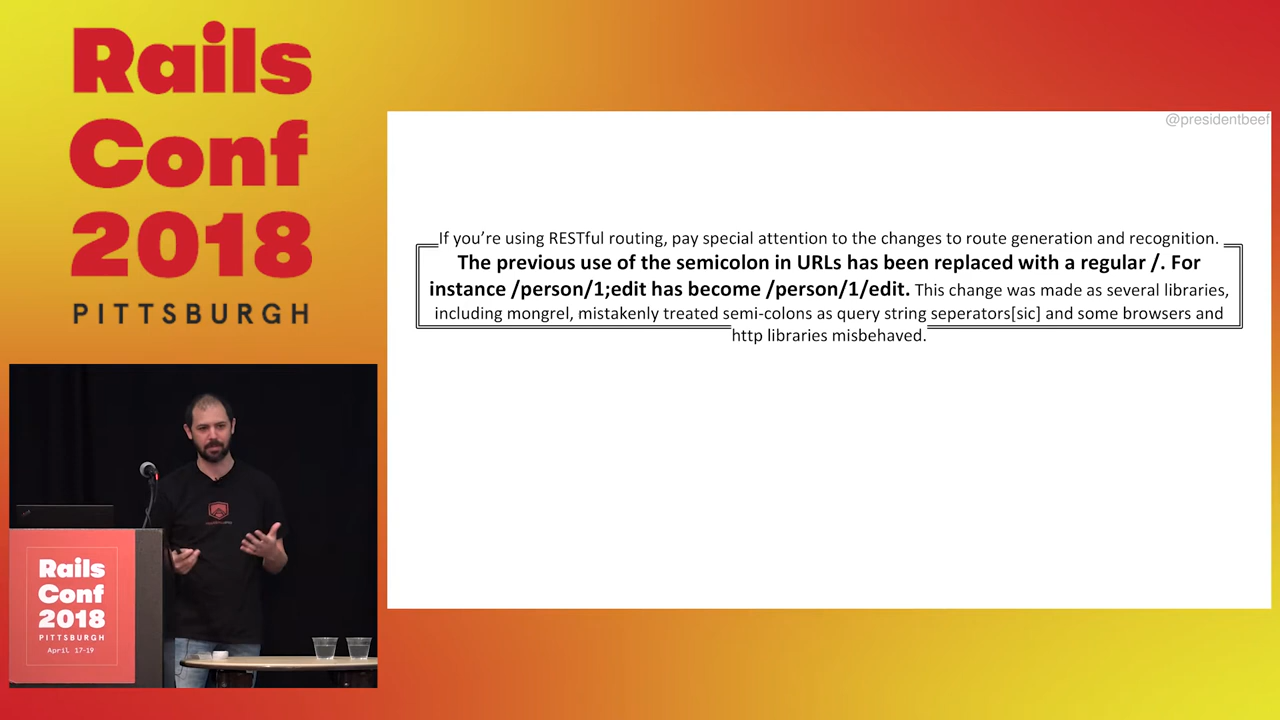 Rails
Conf
2018
PITTSBURGH
@presidentbeef
If you're using RESTful routing, pay special attention to the changes to route generation and recognition.
The previous use of the semicolon in URLs has been replaced with a regular /. For
instance /person/1;edit has become /person/1/edit. This change was made as several libraries,
including mongrel, mistakenly treated semi-colons as query string seperators[sic] and some browsers and
http libraries misbehaved.
Rails
Conf
2018
PITTSBURGH
April 17-19